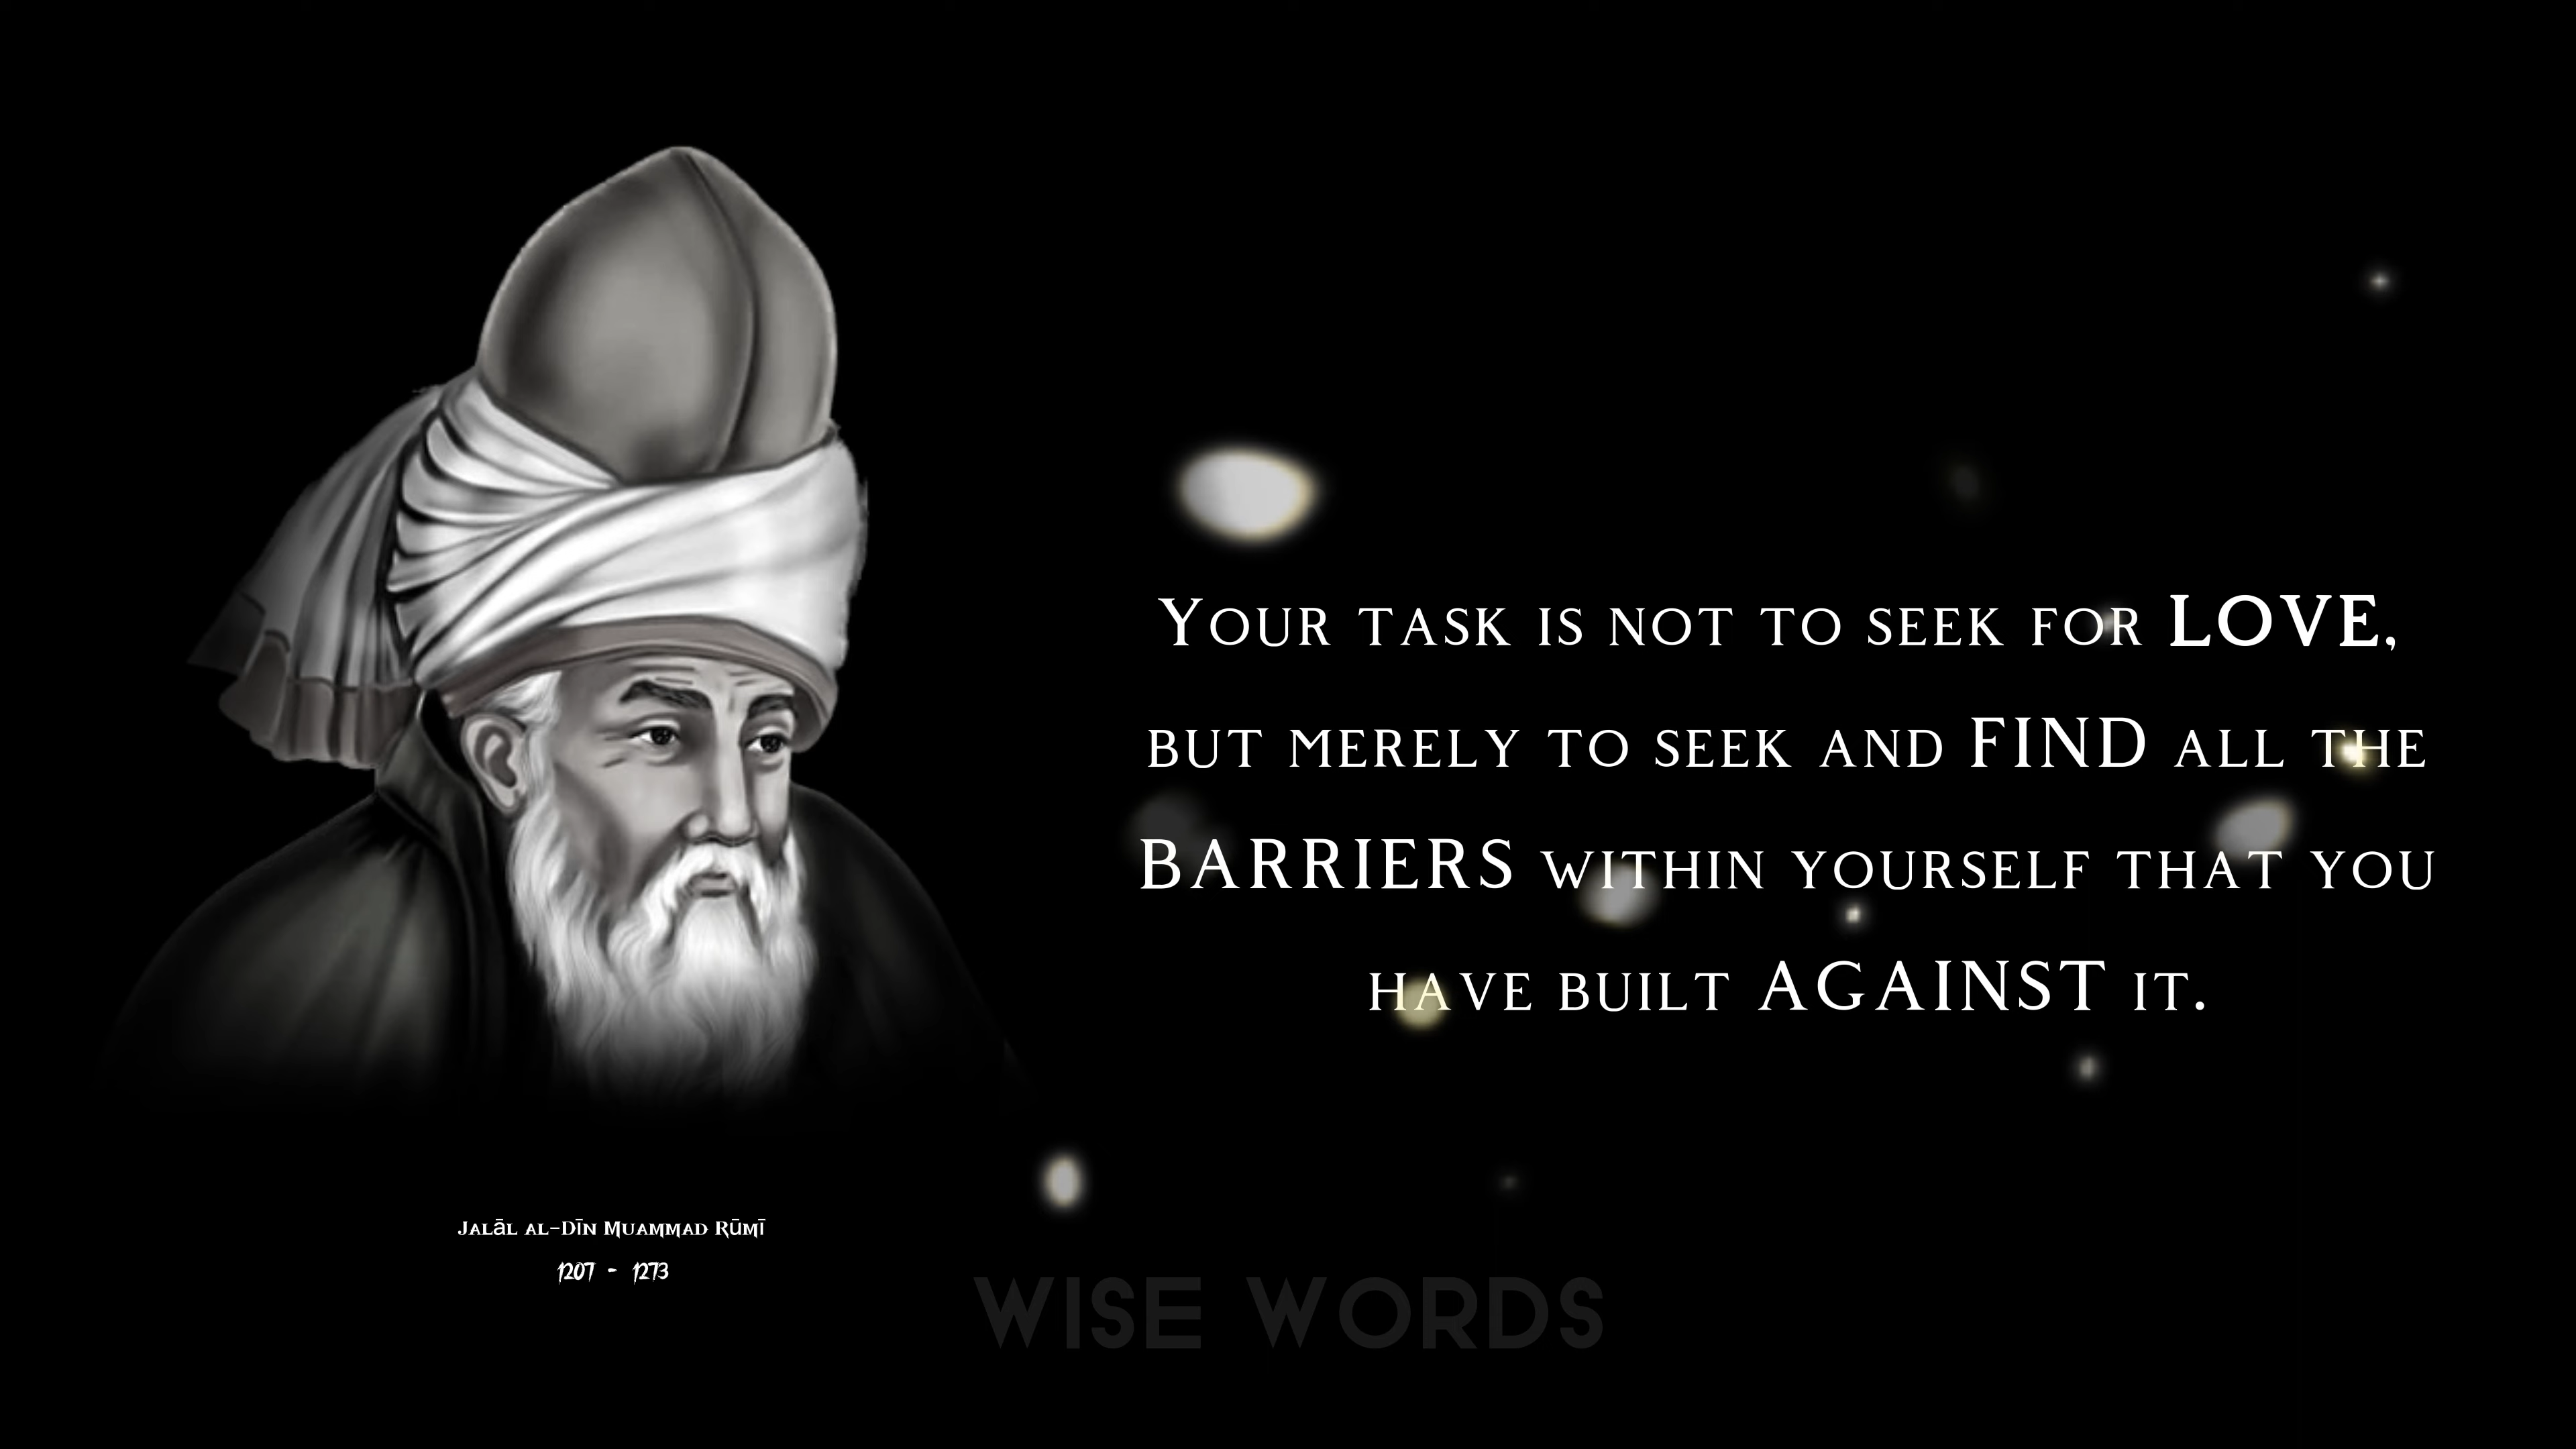 Your task is not to seek for LOVE,
but merely to seek and FIND all the
BARRIERS within yourself that you
have built AGAINST it.
Jalāl al-Dīn Muammad Rūmī
1207 - 1273
WISE WORDS